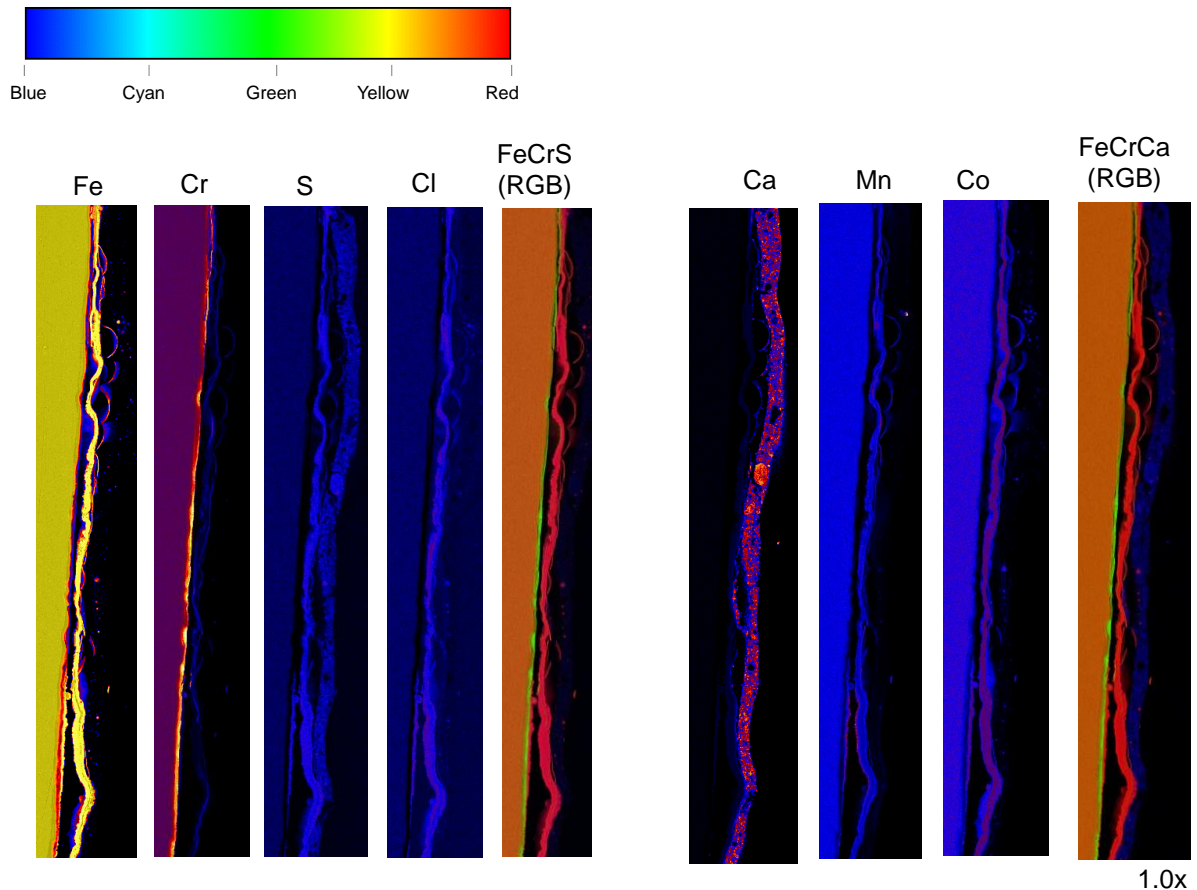 Blue Cyan Green Yellow Red
Fe Cr S Cl FeCrS
(RGB)
Ca Mn Co FeCrCa
(RGB)
1.0x